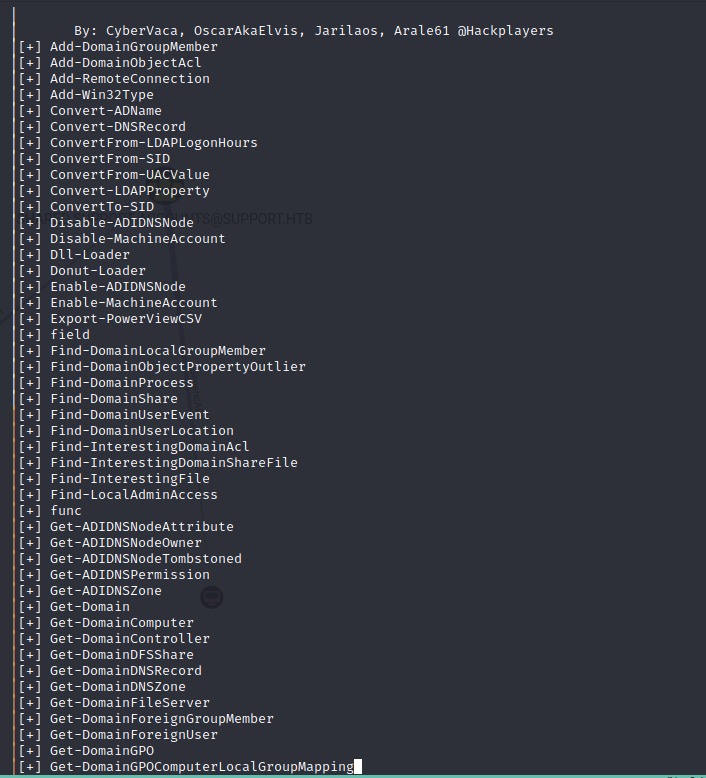 By: CyberVaca, OscarAkaElvis, Jarilaos, Arale61 @Hackplayers
[+] Add-DomainGroupMember
[+] Add-DomainObjectAcl
[+] Add-RemoteConnection
[+] Add-Win32Type
[+] Convert-ADName
[+] Convert-DNSRecord
[+] ConvertFrom-LDAPLogonHours
[+] ConvertFrom-SID
[+] ConvertFrom-UACValue
[+] Convert-LDAPProperty
[+] ConvertTo-SID
[+] Disable-ADIDNSNode
[+] Disable-MachineAccount
[+] Dll-Loader
[+] Donut-Loader
[+] Enable-ADIDNSNode
[+] Enable-MachineAccount
[+] Export-PowerViewCSV
[+] field
[+] Find-DomainLocalGroupMember
[+] Find-DomainObjectPropertyOutlier
[+] Find-DomainProcess
[+] Find-DomainShare
[+] Find-DomainUserEvent
[+] Find-DomainUserLocation
[+] Find-InterestingDomainAcl
[+] Find-InterestingDomainShareFile
[+] Find-InterestingFile
[+] Find-LocalAdminAccess
[+] func
[+] Get-ADIDNSNodeAttribute
[+] Get-ADIDNSNodeOwner
[+] Get-ADIDNSNodeTombstoned
[+] Get-ADIDNSPermission
[+] Get-ADIDNSZone
[+] Get-Domain
[+] Get-DomainComputer
[+] Get-DomainController
[+] Get-DomainDFSShare
[+] Get-DomainDNSRecord
[+] Get-DomainDNSZone
[+] Get-DomainFileServer
[+] Get-DomainForeignGroupMember
[+] Get-DomainForeignUser
[+] Get-DomainGPO
[+] Get-DomainGPOComputerLocalGroupMapping